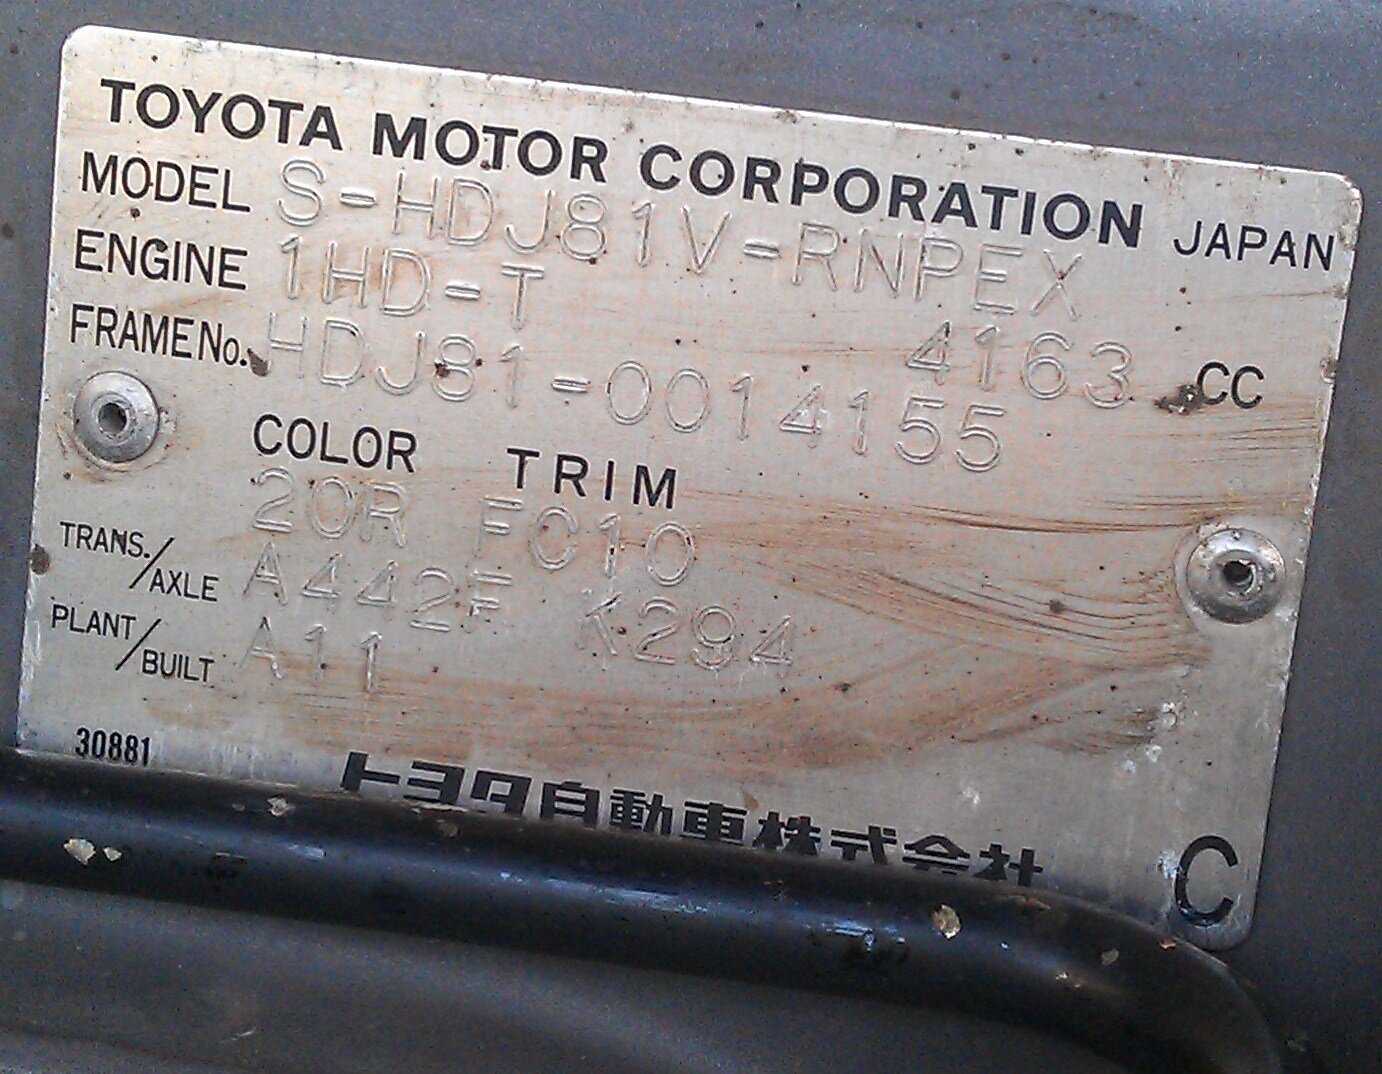 TOYOTA MOTOR CORPORATION JAPAN
MODEL S-HDJ81V-RNPEX
ENGINE 1HD-T 4163 CC
FRAME No. HDJ81-0014155
COLOR TRIM
20R FC10
TRANS./AXLE A442F K294
PLANT/BUILT A11
30881
トヨタ自動車株式会社 C